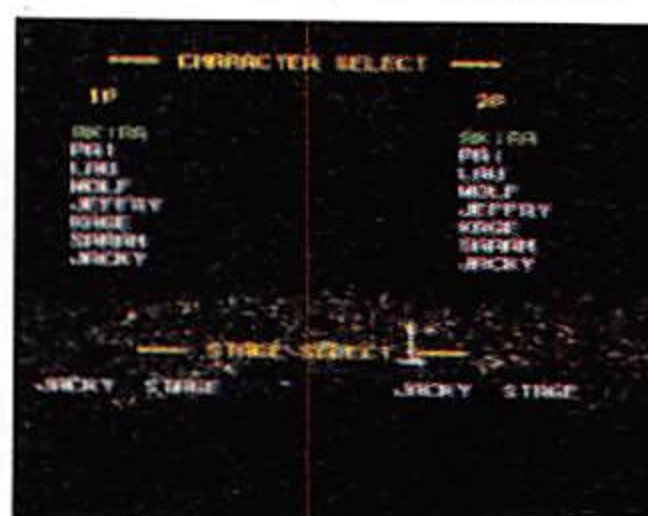 CHARACTER SELECT
1P 2P
AKIRA AKIRA
PAI PAI
LAU LAU
WOLF WOLF
JEFFRY JEFFRY
KAGE KAGE
SARAH SARAH
JACKY JACKY
STAGE SELECT
JACKY STAGE JACKY STAGE